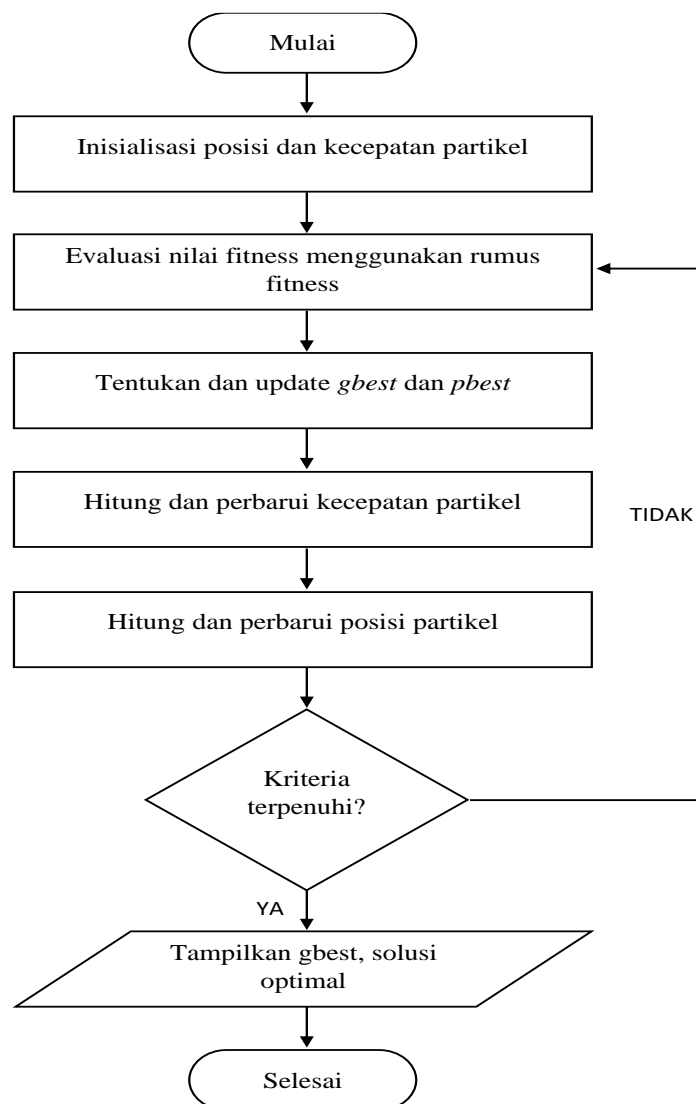 Mulai
Inisialisasi posisi dan kecepatan partikel
Evaluasi nilai fitness menggunakan rumus
fitness
Tentukan dan update gbest dan pbest
Hitung dan perbarui kecepatan partikel
TIDAK
Hitung dan perbarui posisi partikel
Kriteria
terpenuhi?
YA
Tampilkan gbest, solusi
optimal
Selesai